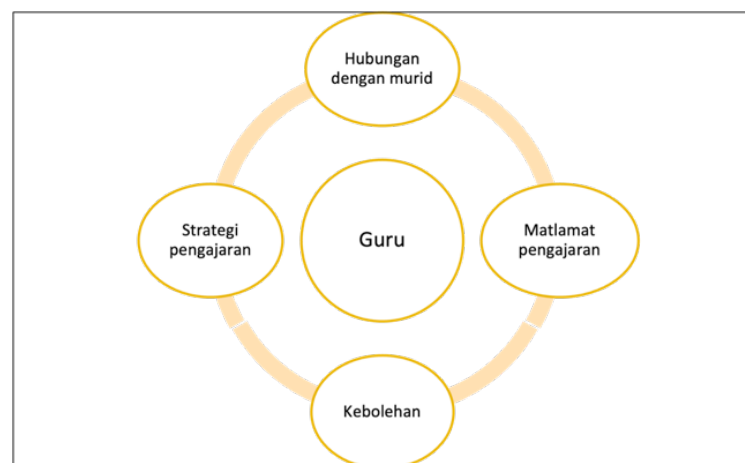 Hubungan
dengan murid
Strategi
pengajaran
Guru
Matlamat
pengajaran
Kebolehan